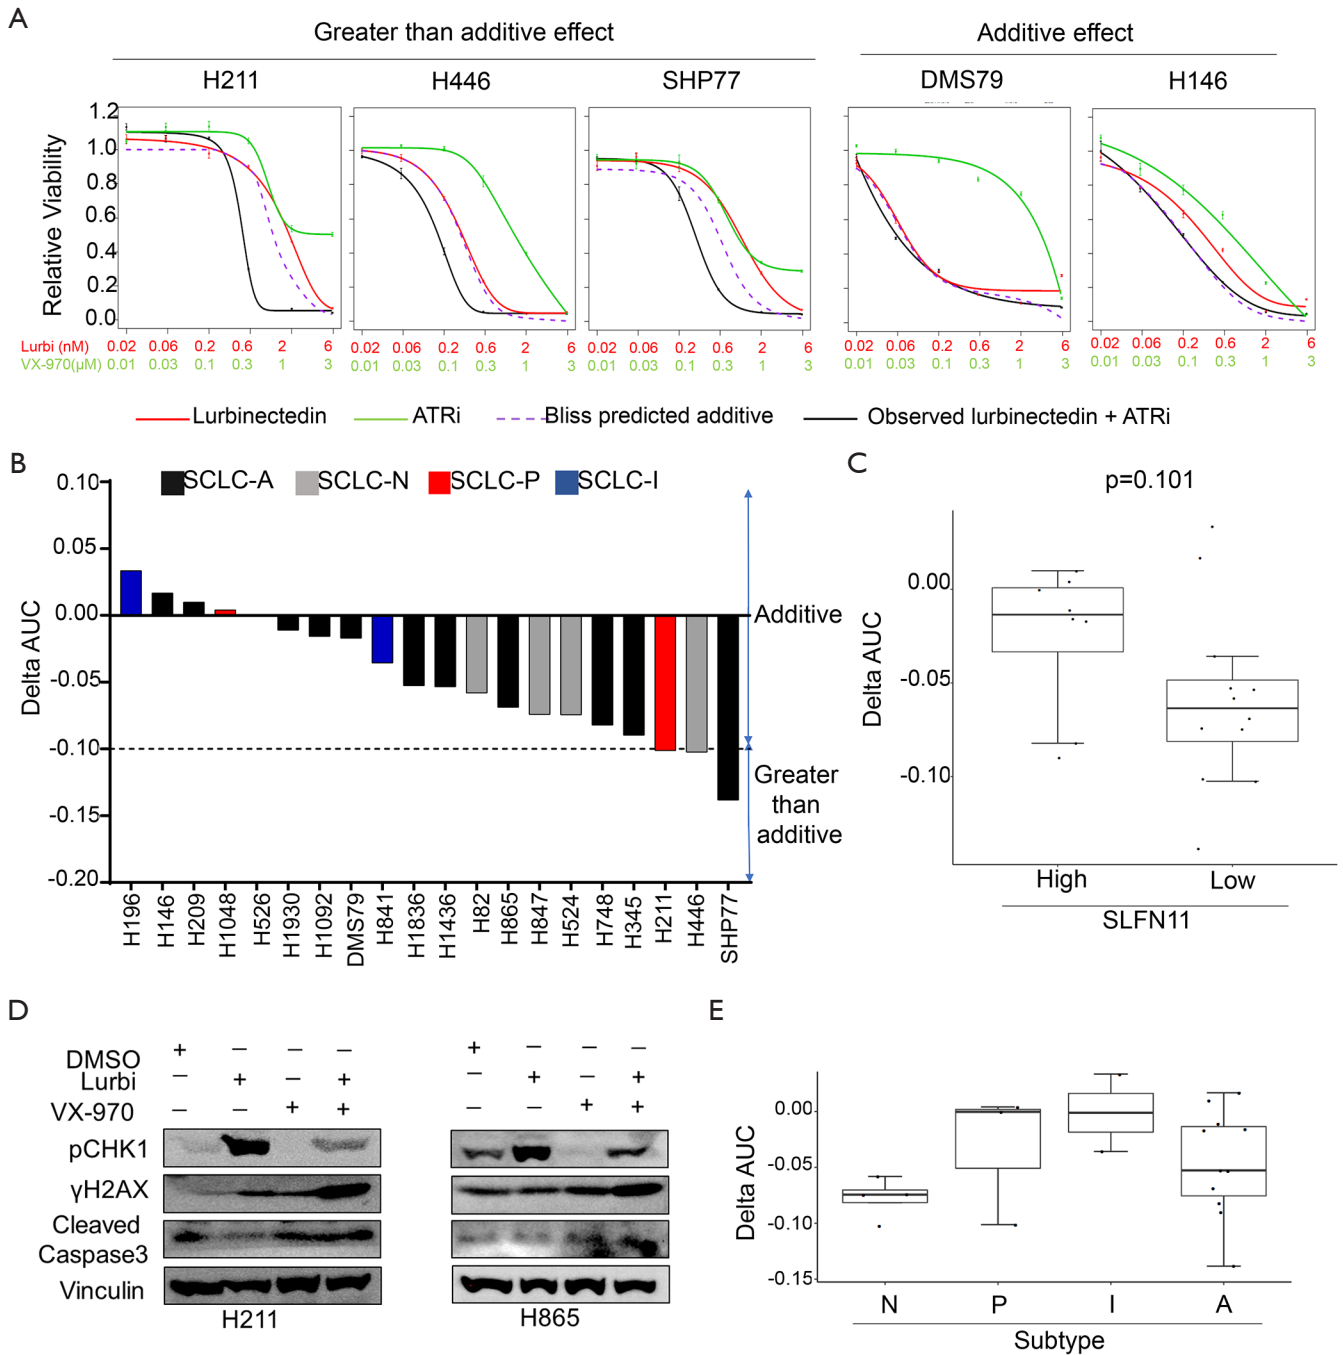 A
Greater than additive effect
Additive effect
H211
H446
SHP77
DMS79
H146
Relative Viability
1.2
1.0
0.8
0.6
0.4
0.2
0.0
Lurbi (nM) 0.02 0.06 0.2 0.6 2 6 0.02 0.06 0.2 0.6 2 6 0.02 0.06 0.2 0.6 2 6 0.02 0.06 0.2 0.6 2 6 0.02 0.06 0.2 0.6 2 6
VX-970(μM) 0.01 0.03 0.1 0.3 1 3 0.01 0.03 0.1 0.3 1 3 0.01 0.03 0.1 0.3 1 3 0.01 0.03 0.1 0.3 1 3 0.01 0.03 0.1 0.3 1 3
Lurbinectedin ATRi Bliss predicted additive Observed lurbinectedin + ATRi
B
SCLC-A SCLC-N SCLC-P SCLC-I
Delta AUC
0.10
0.05
0.00
-0.05
-0.10
-0.15
-0.20
Additive
Greater
than
additive
H196 H146 H209 H1048 H526 H1930 H1092 DMS79 H841 H1836 H1436 H82 H865 H847 H524 H748 H345 H211 H446 SHP77
C
p=0.101
Delta AUC
0.00
-0.05
-0.10
High Low
SLFN11
D
DMSO + − − − + − − −
Lurbi − + − + − + − +
VX-970 − − + + − − + +
pCHK1
γH2AX
Cleaved
Caspase3
Vinculin
H211 H865
E
Delta AUC
0.00
-0.05
-0.10
-0.15
N P I A
Subtype